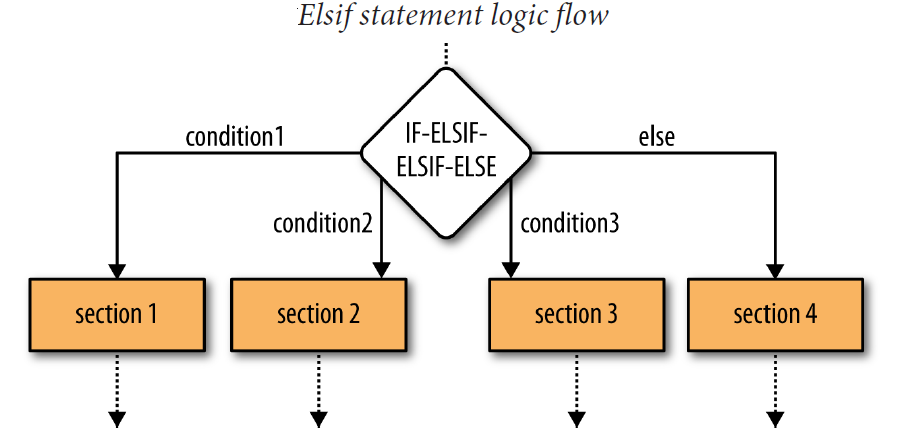 Elsif statement logic flow
IF-ELSIF-
ELSIF-ELSE
condition1
else
condition2
condition3
section 1
section 2
section 3
section 4